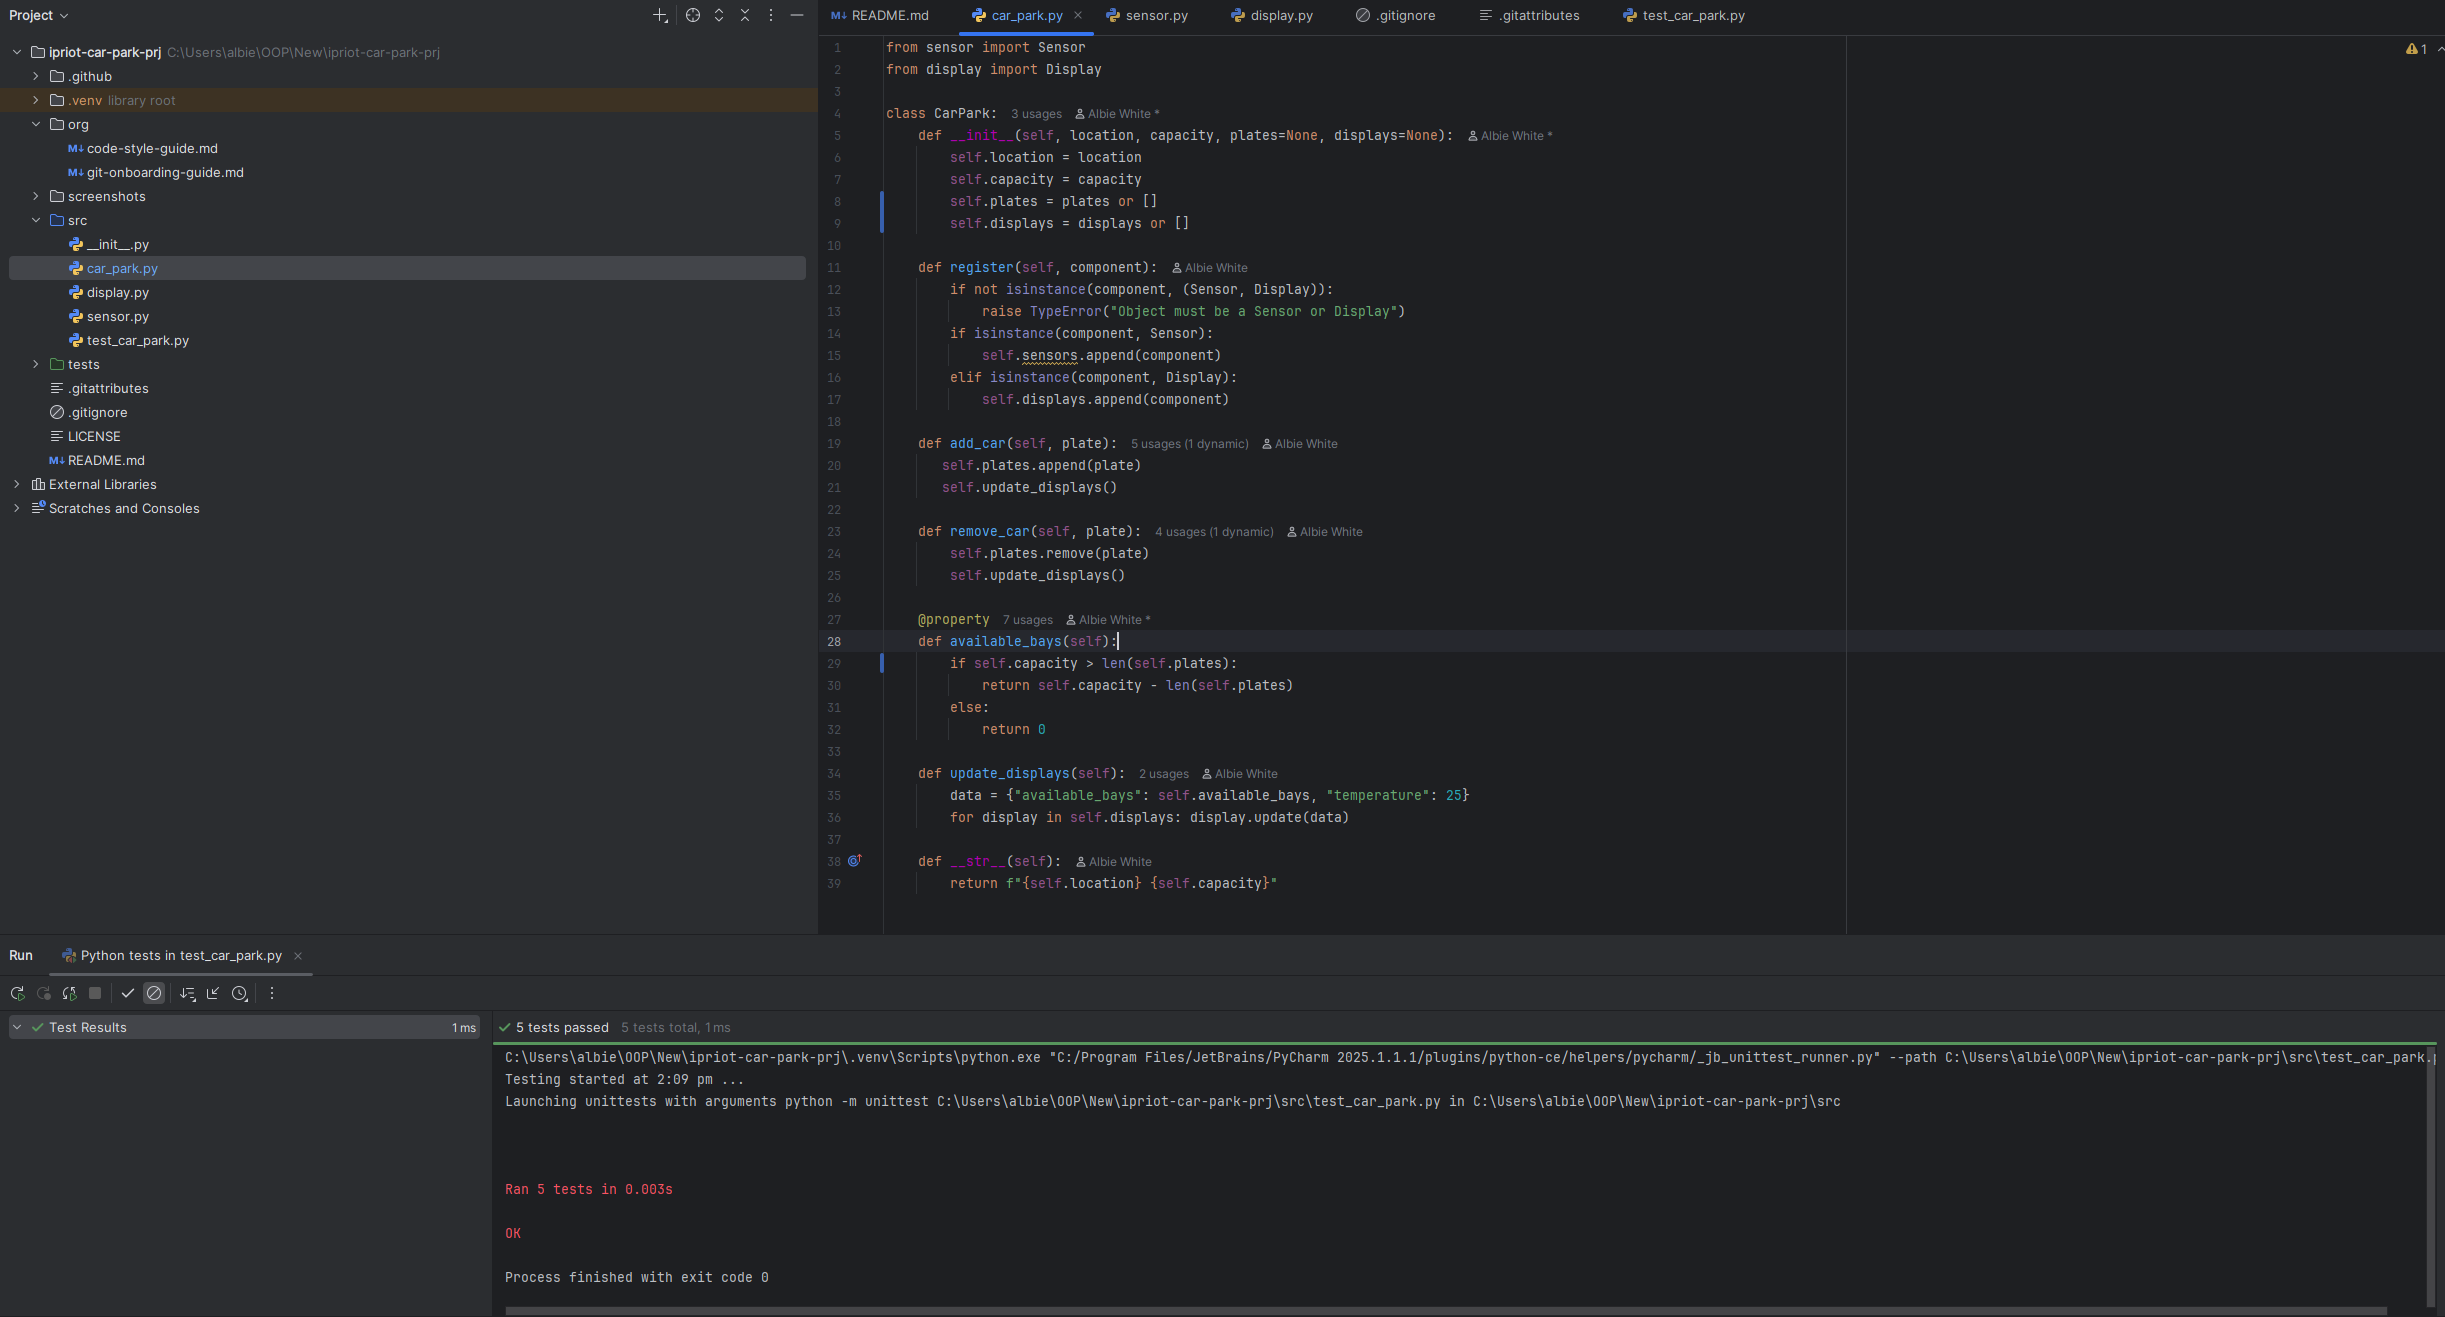 Project
ipriot-car-park-prj C:\Users\albie\OOP\New\ipriot-car-park-prj
.github
.venv library root
org
code-style-guide.md
git-onboarding-guide.md
screenshots
src
__init__.py
car_park.py
display.py
sensor.py
test_car_park.py
tests
.gitattributes
.gitignore
LICENSE
README.md
External Libraries
Scratches and Consoles
README.md car_park.py sensor.py display.py .gitignore .gitattributes test_car_park.py
1 from sensor import Sensor
2 from display import Display
3
4 class CarPark: 3 usages Albie White *
5 def __init__(self, location, capacity, plates=None, displays=None): Albie White *
6 self.location = location
7 self.capacity = capacity
8 self.plates = plates or []
9 self.displays = displays or []
10
11 def register(self, component): Albie White
12 if not isinstance(component, (Sensor, Display)):
13 raise TypeError("Object must be a Sensor or Display")
14 if isinstance(component, Sensor):
15 self.sensors.append(component)
16 elif isinstance(component, Display):
17 self.displays.append(component)
18
19 def add_car(self, plate): 5 usages (1 dynamic) Albie White
20 self.plates.append(plate)
21 self.update_displays()
22
23 def remove_car(self, plate): 4 usages (1 dynamic) Albie White
24 self.plates.remove(plate)
25 self.update_displays()
26
27 @property 7 usages Albie White *
28 def available_bays(self):
29 if self.capacity > len(self.plates):
30 return self.capacity - len(self.plates)
31 else:
32 return 0
33
34 def update_displays(self): 2 usages Albie White
35 data = {"available_bays": self.available_bays, "temperature": 25}
36 for display in self.displays: display.update(data)
37
38 def __str__(self): Albie White
39 return f"{self.location} {self.capacity}"
1
Run Python tests in test_car_park.py
Test Results 1 ms
5 tests passed 5 tests total, 1 ms
C:\Users\albie\OOP\New\ipriot-car-park-prj\.venv\Scripts\python.exe "C:/Program Files/JetBrains/PyCharm 2025.1.1.1/plugins/python-ce/helpers/pycharm/_jb_unittest_runner.py" --path C:\Users\albie\OOP\New\ipriot-car-park-prj\src\test_car_park.p
Testing started at 2:09 pm ...
Launching unittests with arguments python -m unittest C:\Users\albie\OOP\New\ipriot-car-park-prj\src\test_car_park.py in C:\Users\albie\OOP\New\ipriot-car-park-prj\src
Ran 5 tests in 0.003s
OK
Process finished with exit code 0